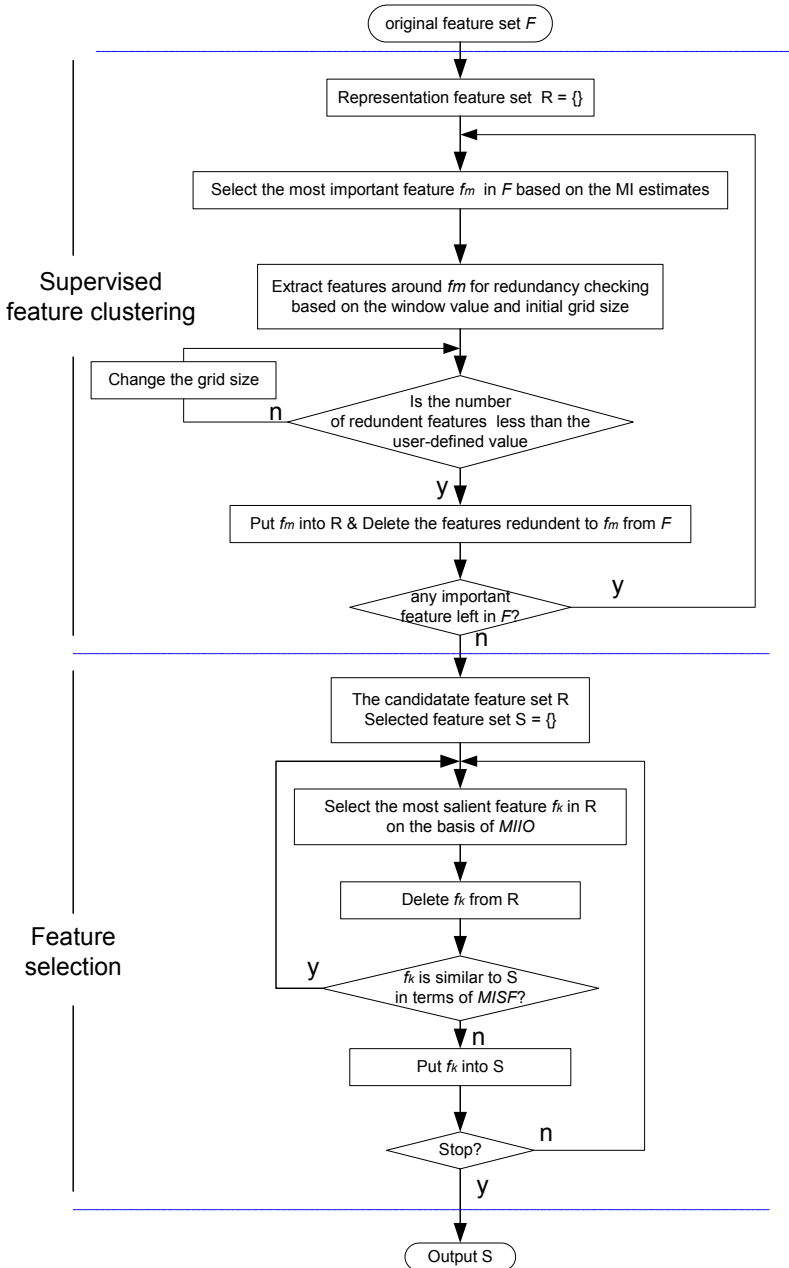 original feature set F
Representation feature set R = {}
Select the most important feature fm in F based on the MI estimates
Supervised
feature clustering
Extract features around fm for redundancy checking
based on the window value and initial grid size
Change the grid size
n
Is the number
of redundent features less than the
user-defined value
y
Put fm into R & Delete the features redundent to fm from F
any important
feature left in F?
y
n
The candidatate feature set R
Selected feature set S = {}
Select the most salient feature fk in R
on the basis of MIIO
Delete fk from R
Feature
selection
y
fk is similar to S
in terms of MISF?
n
Put fk into S
Stop?
n
y
Output S